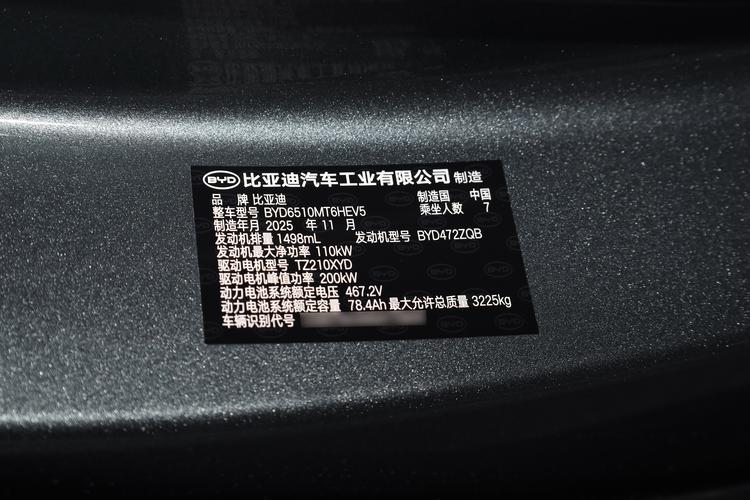 BYD 比亚迪汽车工业有限公司 制造
品 牌 比亚迪 制造国 中国
整车型号 BYD6510MT6HEV5 乘坐人数 7
制造年月 2025 年 11 月
发动机排量 1498mL 发动机型号 BYD472ZQB
发动机最大净功率 110kW
驱动电机型号 TZ210XYD
驱动电机峰值功率 200kW
动力电池系统额定电压 467.2V
动力电池系统额定容量 78.4Ah 最大允许总质量 3225kg
车辆识别代号